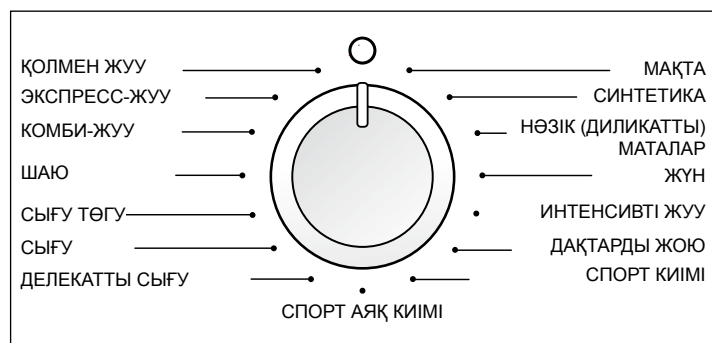 ҚОЛМЕН ЖУУ
ЭКСПРЕСС-ЖУУ
КОМБИ-ЖУУ
ШАЮ
СЫҒУ ТӨГУ
СЫҒУ
ДЕЛЕКАТТЫ СЫҒУ
МАҚТА
СИНТЕТИКА
НӘЗІК (ДИЛИКАТТЫ)
МАТАЛАР
ЖҮН
ИНТЕНСИВТІ ЖУУ
ДАҚТАРДЫ ЖОЮ
СПОРТ КИІМІ
СПОРТ АЯҚ КИІМІ